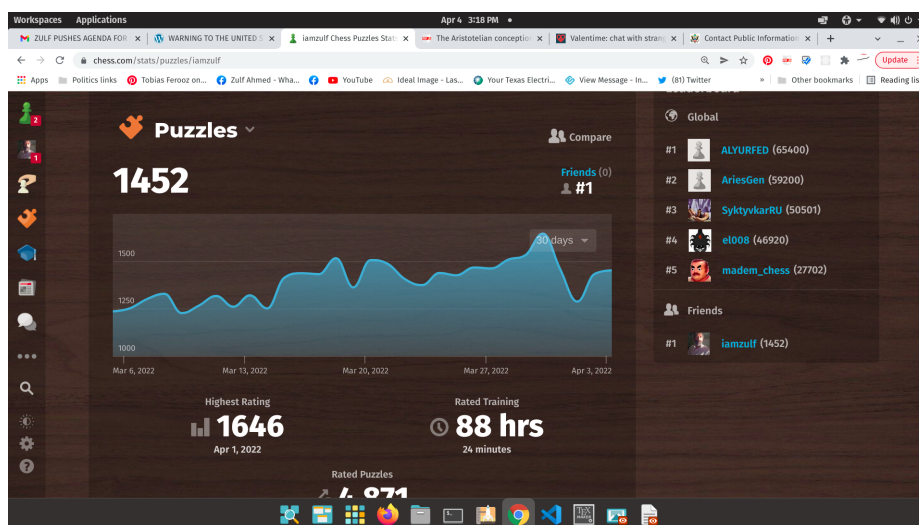 Workspaces Applications Apr 4 3:18 PM
ZULF PUSHES AGENDA FOR
WARNING TO THE UNITED S
iamzulf Chess Puzzles Stat
The Aristotelian conception
Valentime: chat with strang
Contact Public Information
chess.com/stats/puzzles/iamzulf
Update
Apps Politics links Tobias Ferooz on... Zulf Ahmed - Wha... YouTube Ideal Image - Las... Your Texas Electri... View Message - In... (81) Twitter » Other bookmarks Reading lis
2
1
Puzzles
Compare
1452
Friends (0)
#1
30 days
1500
1250
1000
Mar 6, 2022 Mar 13, 2022 Mar 20, 2022 Mar 27, 2022 Apr 3, 2022
Highest Rating
1646
Apr 1, 2022
Rated Training
88 hrs
24 minutes
Rated Puzzles
4,871
Global
#1 ALYURFED (65400)
#2 AriesGen (59200)
#3 SyktyvkarRU (50501)
#4 el008 (46920)
#5 madem_chess (27702)
Friends
#1 iamzulf (1452)